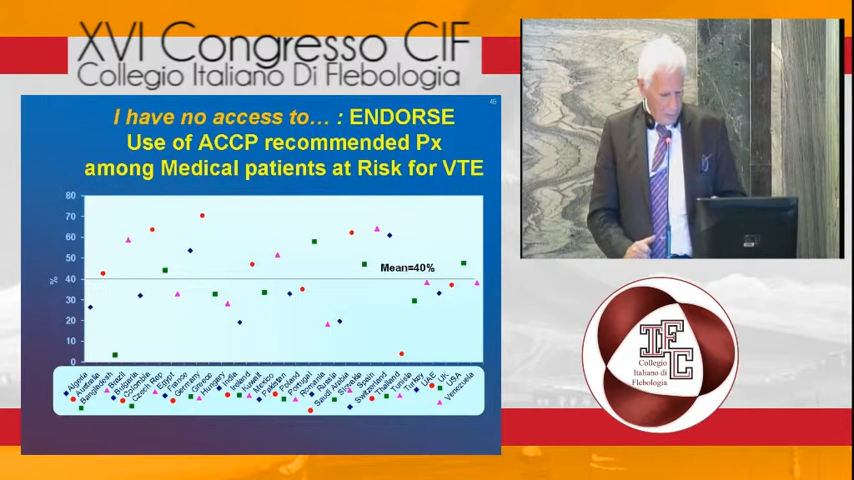 XVI Congresso CIF
Collegio Italiano Di Flebologia
46
I have no access to... : ENDORSE
Use of ACCP recommended Px
among Medical patients at Risk for VTE
80
70
60
50
40
30
20
10
0
%
Mean=40%
Algeria
Australia
Bangladesh
Brazil
Bulgaria
Colombia
Czech Rep
Egypt
France
Germany
Greece
Hungary
India
Ireland
Kuwait
Mexico
Pakistan
Poland
Portugal
Romania
Russia
Saudi Arabia
Slovakia
Spain
Switzerland
Thailand
Tunisia
Turkey
UAE
UK
USA
Venezuela
Collegio
Italiano di
Flebologia